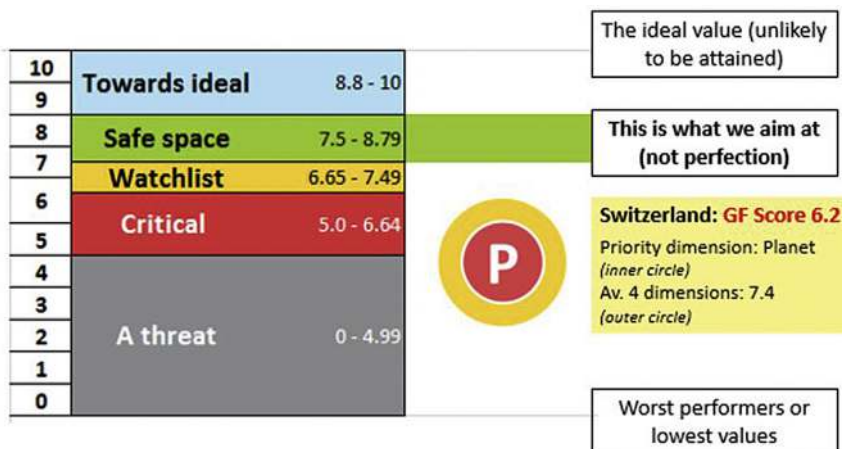 The ideal value (unlikely
to be attained)
10
9
8
7
6
5
4
3
2
1
0
Towards ideal 8.8 - 10
Safe space 7.5 - 8.79
Watchlist 6.65 - 7.49
Critical 5.0 - 6.64
A threat 0 - 4.99
P
This is what we aim at
(not perfection)
Switzerland: GF Score 6.2
Priority dimension: Planet
(inner circle)
Av. 4 dimensions: 7.4
(outer circle)
Worst performers or
lowest values